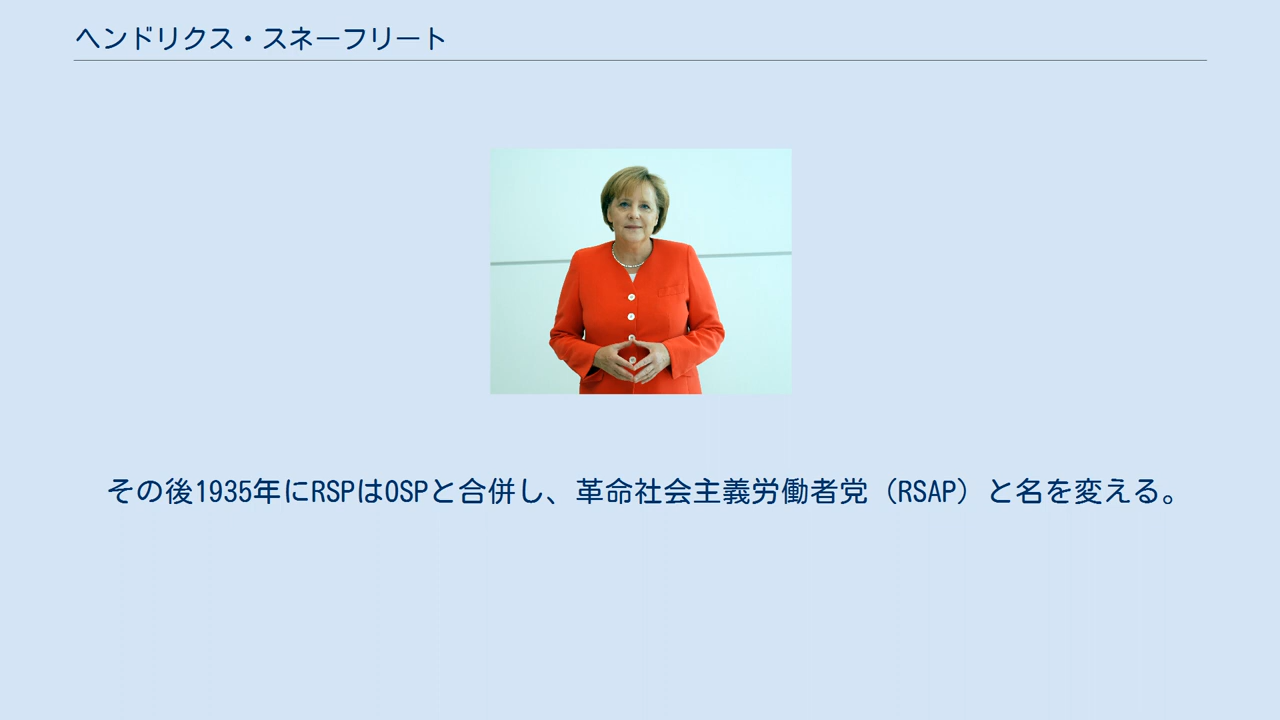 ヘンドリクス・スネーフリート
その後1935年にRSPはOSPと合併し、革命社会主義労働者党（RSAP）と名を変える。